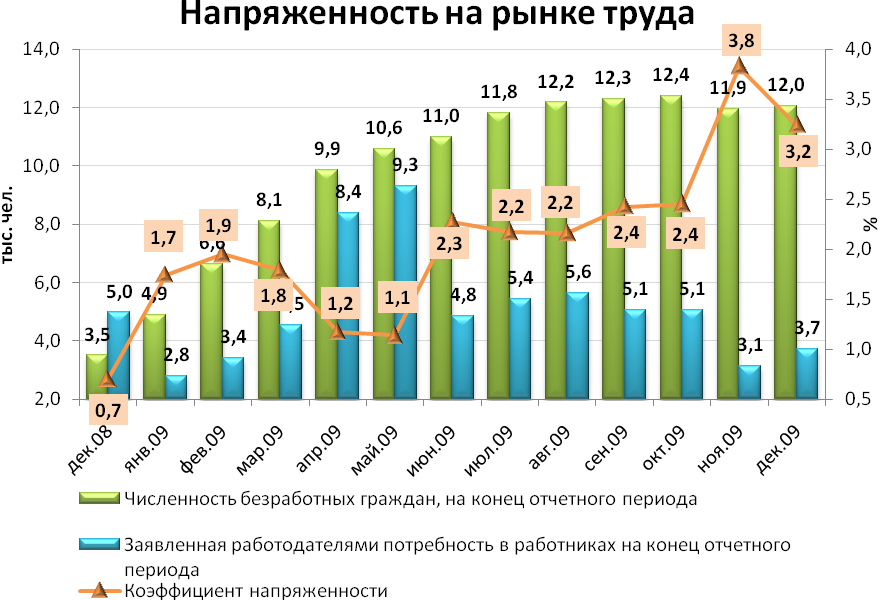 Напряженность на рынке труда
14,0
12,0
10,0
8,0
6,0
4,0
2,0
тыс. чел.
4,0
3,5
3,0
2,5
2,0
1,5
1,0
0,5
%
3,5
4,9
6,6
8,1
9,9
10,6
11,0
11,8
12,2
12,3
12,4
11,9
12,0
5,0
2,8
3,4
8,4
9,3
4,8
5,4
5,6
5,1
5,1
3,1
3,7
0,7
1,7
1,9
1,8
1,2
1,1
2,3
2,2
2,2
2,4
2,4
3,8
3,2
дек.08
янв.09
фев.09
мар.09
апр.09
май.09
июн.09
июл.09
авг.09
сен.09
окт.09
ноя.09
дек.09
Численность безработных граждан, на конец отчетного периода
Заявленная работодателями потребность в работниках на конец отчетного
периода
Коэффициент напряженности